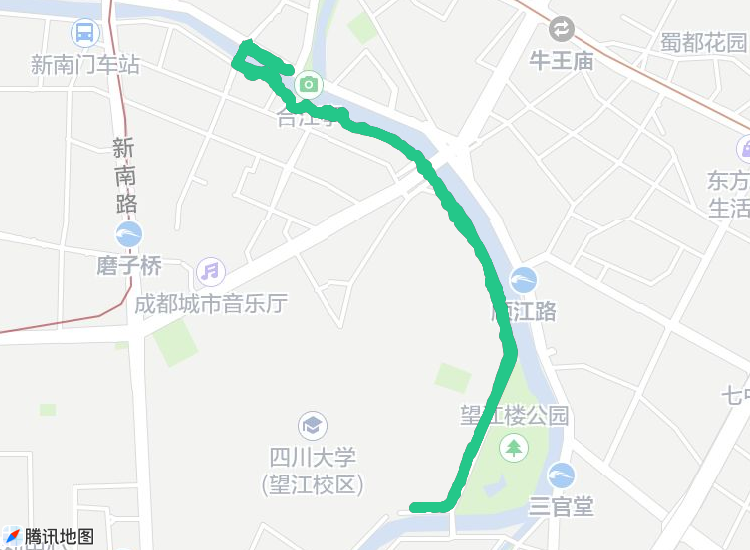 新南门车站
牛王庙
蜀都花园
合江亭
新南路
东方
生活
磨子桥
成都城市音乐厅
顺江路
七中
望江楼公园
四川大学
(望江校区)
三官堂
腾讯地图